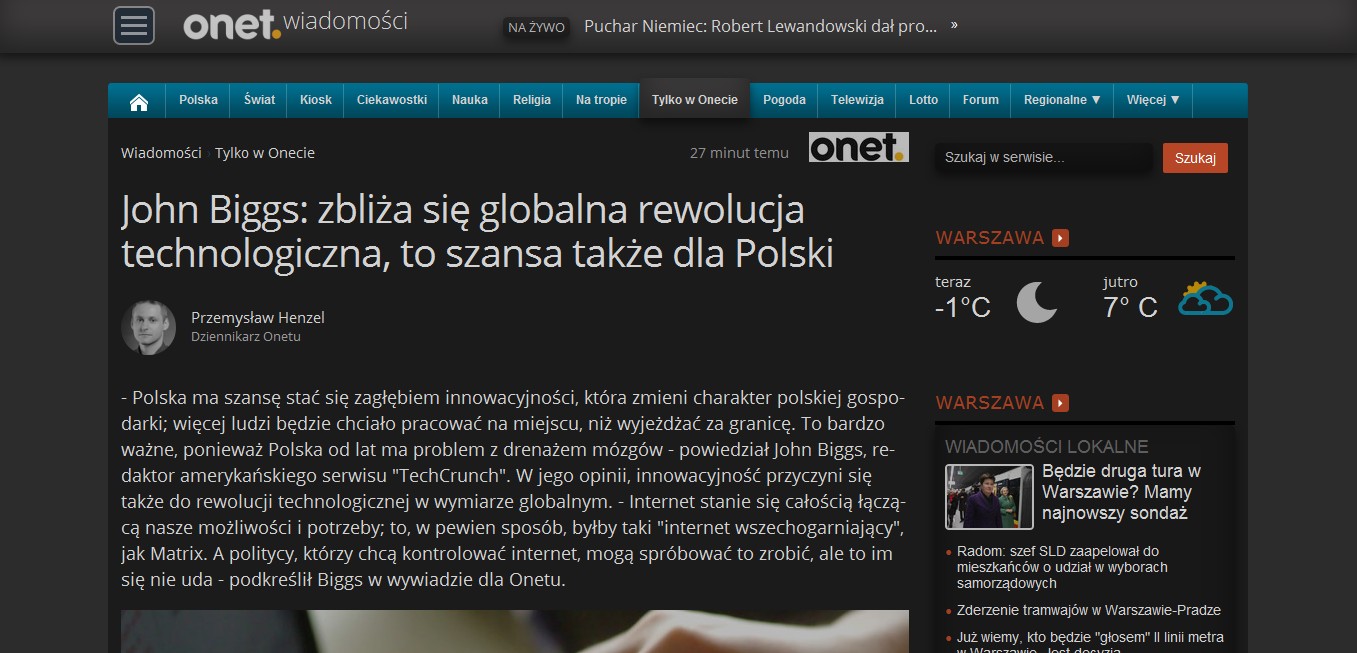 onet.wiadomości
NA ŻYWO Puchar Niemiec: Robert Lewandowski dał pro... »
Polska Świat Kiosk Ciekawostki Nauka Religia Na tropie Tylko w Onecie Pogoda Telewizja Lotto Forum Regionalne ▼ Więcej ▼
Wiadomości Tylko w Onecie
27 minut temu
onet.
John Biggs: zbliża się globalna rewolucja
technologiczna, to szansa także dla Polski
Przemysław Henzel
Dziennikarz Onetu
- Polska ma szansę stać się zagłębiem innowacyjności, która zmieni charakter polskiej gospo-
darki; więcej ludzi będzie chciało pracować na miejscu, niż wyjeżdżać za granicę. To bardzo
ważne, ponieważ Polska od lat ma problem z drenażem mózgów - powiedział John Biggs, re-
daktor amerykańskiego serwisu "TechCrunch". W jego opinii, innowacyjność przyczyni się
także do rewolucji technologicznej w wymiarze globalnym. - Internet stanie się całością łączą-
cą nasze możliwości i potrzeby; to, w pewien sposób, byłby taki "internet wszechogarniający",
jak Matrix. A politycy, którzy chcą kontrolować internet, mogą spróbować to zrobić, ale to im
się nie uda - podkreślił Biggs w wywiadzie dla Onetu.
Szukaj w serwisie... Szukaj
WARSZAWA
teraz jutro
-1°C 7° C
WARSZAWA
WIADOMOŚCI LOKALNE
Będzie druga tura w
Warszawie? Mamy
najnowszy sondaż
• Radom: szef SLD zaapelował do
mieszkańców o udział w wyborach
samorządowych
• Zderzenie tramwajów w Warszawie-Pradze
• Już wiemy, kto będzie "głosem" II linii metra
w Warszawie. Jest decyzja